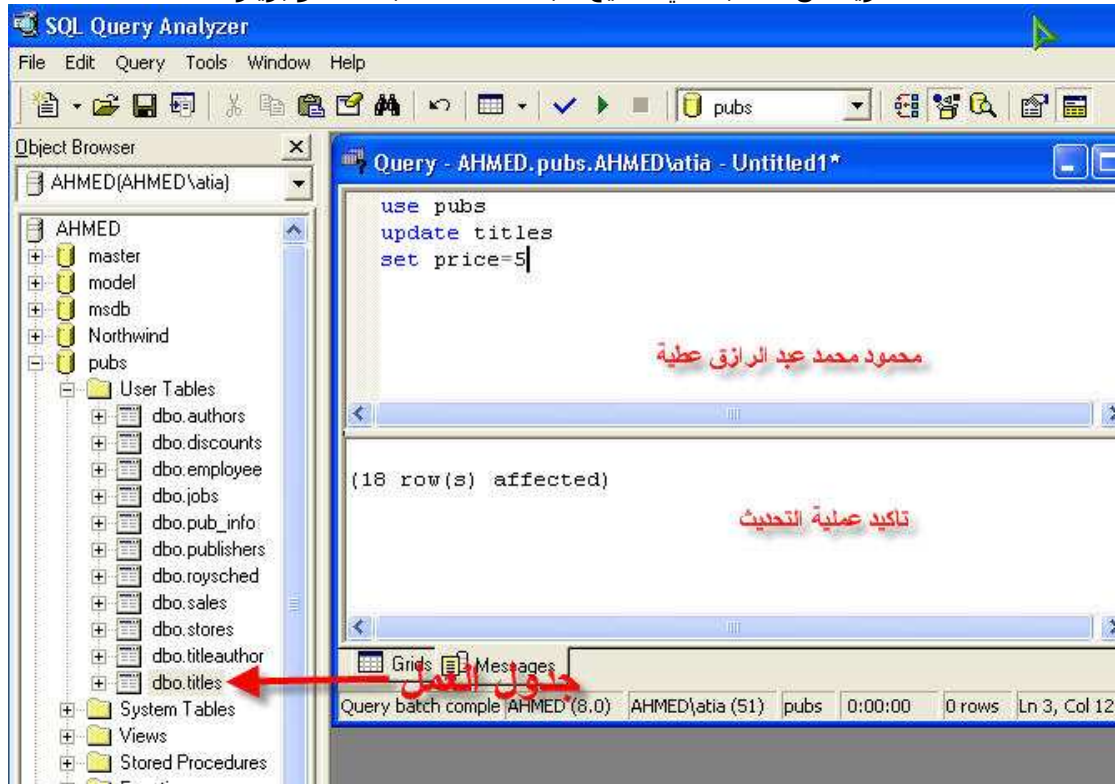 SQL Query Analyzer
File Edit Query Tools Window Help
pubs
Object Browser
AHMED(AHMED\atia)
AHMED
master
model
msdb
Northwind
pubs
User Tables
dbo.authors
dbo.discounts
dbo.employee
dbo.jobs
dbo.pub_info
dbo.publishers
dbo.roysched
dbo.sales
dbo.stores
dbo.titleauthor
dbo.titles
System Tables
Views
Stored Procedures
Query - AHMED.pubs.AHMED\atia - Untitled1*
use pubs
update titles
set price=5
محمود محمد عبد الرازق عطية
(18 row(s) affected)
تاكيد عملية التحديث
Grids Messages
جدول العمل
Query batch comple AHMED (8.0) AHMED\atia (51) pubs 0:00:00 0 rows Ln 3, Col 12